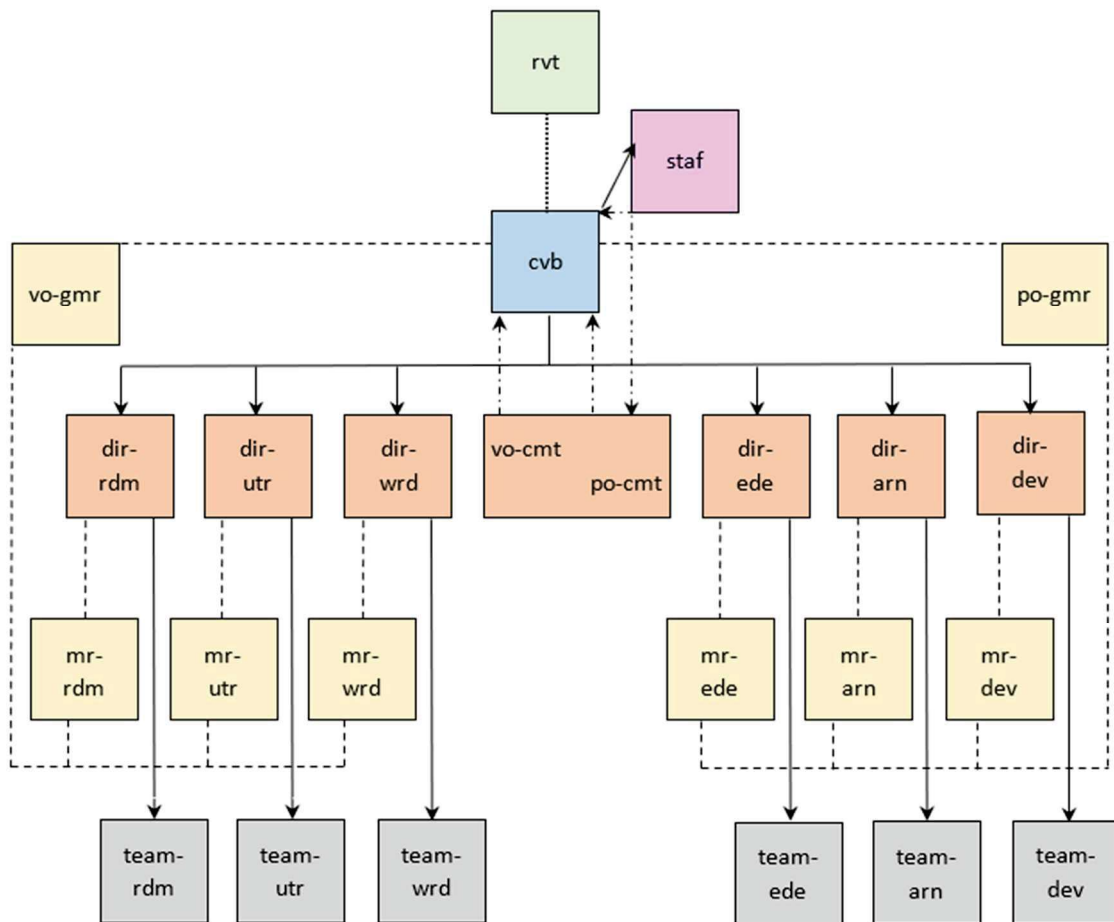 rvt
staf
cvb
vo-gmr
po-gmr
dir-
rdm
dir-
utr
dir-
wrd
vo-cmt
po-cmt
dir-
ede
dir-
arn
dir-
dev
mr-
rdm
mr-
utr
mr-
wrd
mr-
ede
mr-
arn
mr-
dev
team-
rdm
team-
utr
team-
wrd
team-
ede
team-
arn
team-
dev